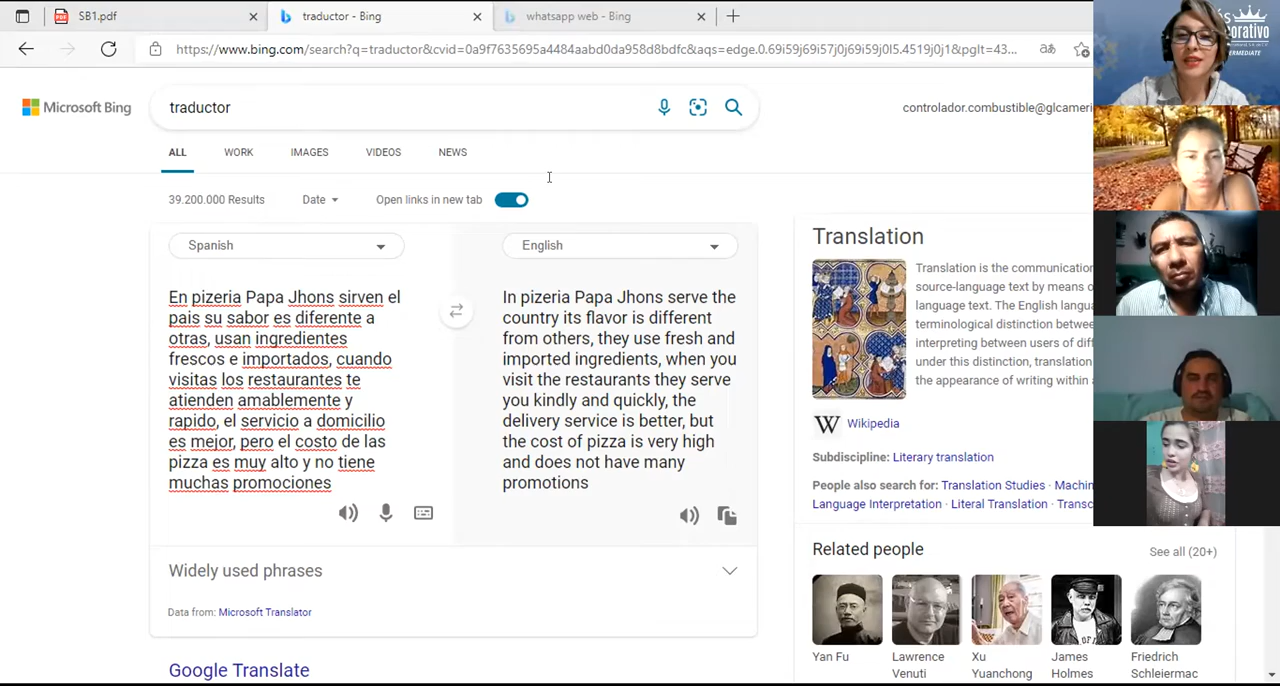 SB1.pdf
traductor - Bing
whatsapp web - Bing
https://www.bing.com/search?q=traductor&cvid=0a9f7635695a4484aabd0da958d8bdfc&aqs=edge.0.69i59j69i57j0j69i59j0l5.4519j0j1&pglt=43...
Microsoft Bing
traductor
controlador.combustible@glcameri
ALL
WORK
IMAGES
VIDEOS
NEWS
39.200.000 Results
Date
Open links in new tab
Spanish
English
En pizeria Papa Jhons sirven el
pais su sabor es diferente a
otras, usan ingredientes
frescos e importados, cuando
visitas los restaurantes te
atienden amablemente y
rapido, el servicio a domicilio
es mejor, pero el costo de las
pizza es muy alto y no tiene
muchas promociones
In pizeria Papa Jhons serve the
country its flavor is different
from others, they use fresh and
imported ingredients, when you
visit the restaurants they serve
you kindly and quickly, the
delivery service is better, but
the cost of pizza is very high
and does not have many
promotions
Widely used phrases
Data from: Microsoft Translator
Google Translate
Translation
Translation is the communication
source-language text by means o
language text. The English langu
terminological distinction betwee
interpreting between users of dif
under this distinction, translation
the appearance of writing within
Wikipedia
Subdiscipline: Literary translation
People also search for: Translation Studies · Machin
Language Interpretation · Literal Translation · Transc
Related people
See all (20+)
Yan Fu
Lawrence
Venuti
Xu
Yuanchong
James
Holmes
Friedrich
Schleiermac
orativo
ERMEDIATE